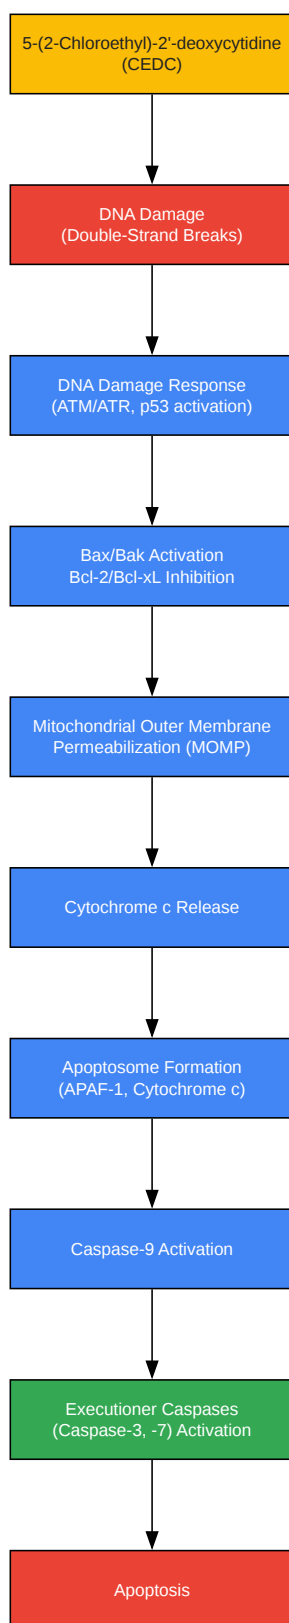 5-(2-Chloroethyl)-2'-deoxycytidine
(CEDC)
DNA Damage
(Double-Strand Breaks)
DNA Damage Response
(ATM/ATR, p53 activation)
Bax/Bak Activation
Bcl-2/Bcl-xL Inhibition
Mitochondrial Outer Membrane
Permeabilization (MOMP)
Cytochrome c Release
Apoptosome Formation
(APAF-1, Cytochrome c)
Caspase-9 Activation
Executioner Caspases
(Caspase-3, -7) Activation
Apoptosis